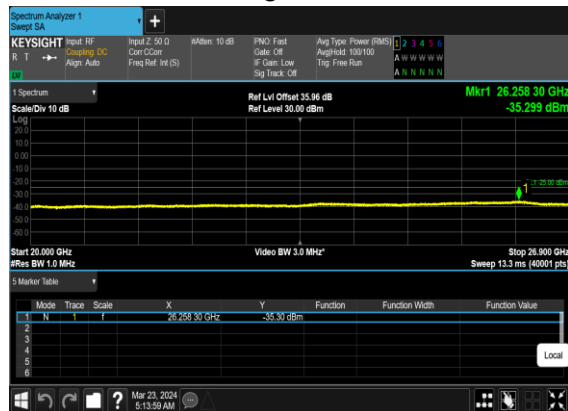 Spectrum Analyzer 1
Swept SA
+
KEYSIGHT
R T
LXI
Input: RF
Coupling: DC
Align: Auto
Input Z: 50 Ω
Corr CCorr
Freq Ref: Int (S)
#Atten: 10 dB
PNO: Fast
Gate: Off
IF Gain: Low
Sig Track: Off
Avg Type: Power (RMS)
Avg|Hold: 100/100
Trig: Free Run
1 2 3 4 5 6
A W W W W W
A N N N N N
1 Spectrum
Scale/Div 10 dB
Ref Lvl Offset 35.96 dB
Ref Level 30.00 dBm
Mkr1 26.258 30 GHz
-35.299 dBm
Log
20.0
10.0
0.00
-10.0
-20.0
-30.0
-40.0
-50.0
-60.0
1
-25.00 dBm
Start 20.000 GHz
#Res BW 1.0 MHz
Video BW 3.0 MHz*
Stop 26.900 GHz
Sweep 13.3 ms (40001 pts)
5 Marker Table
Mode Trace Scale X Y Function Function Width Function Value
1 N 1 f 26.258 30 GHz -35.30 dBm
2
3
4
5
6
Local
?
Mar 23, 2024
5:13:59 AM